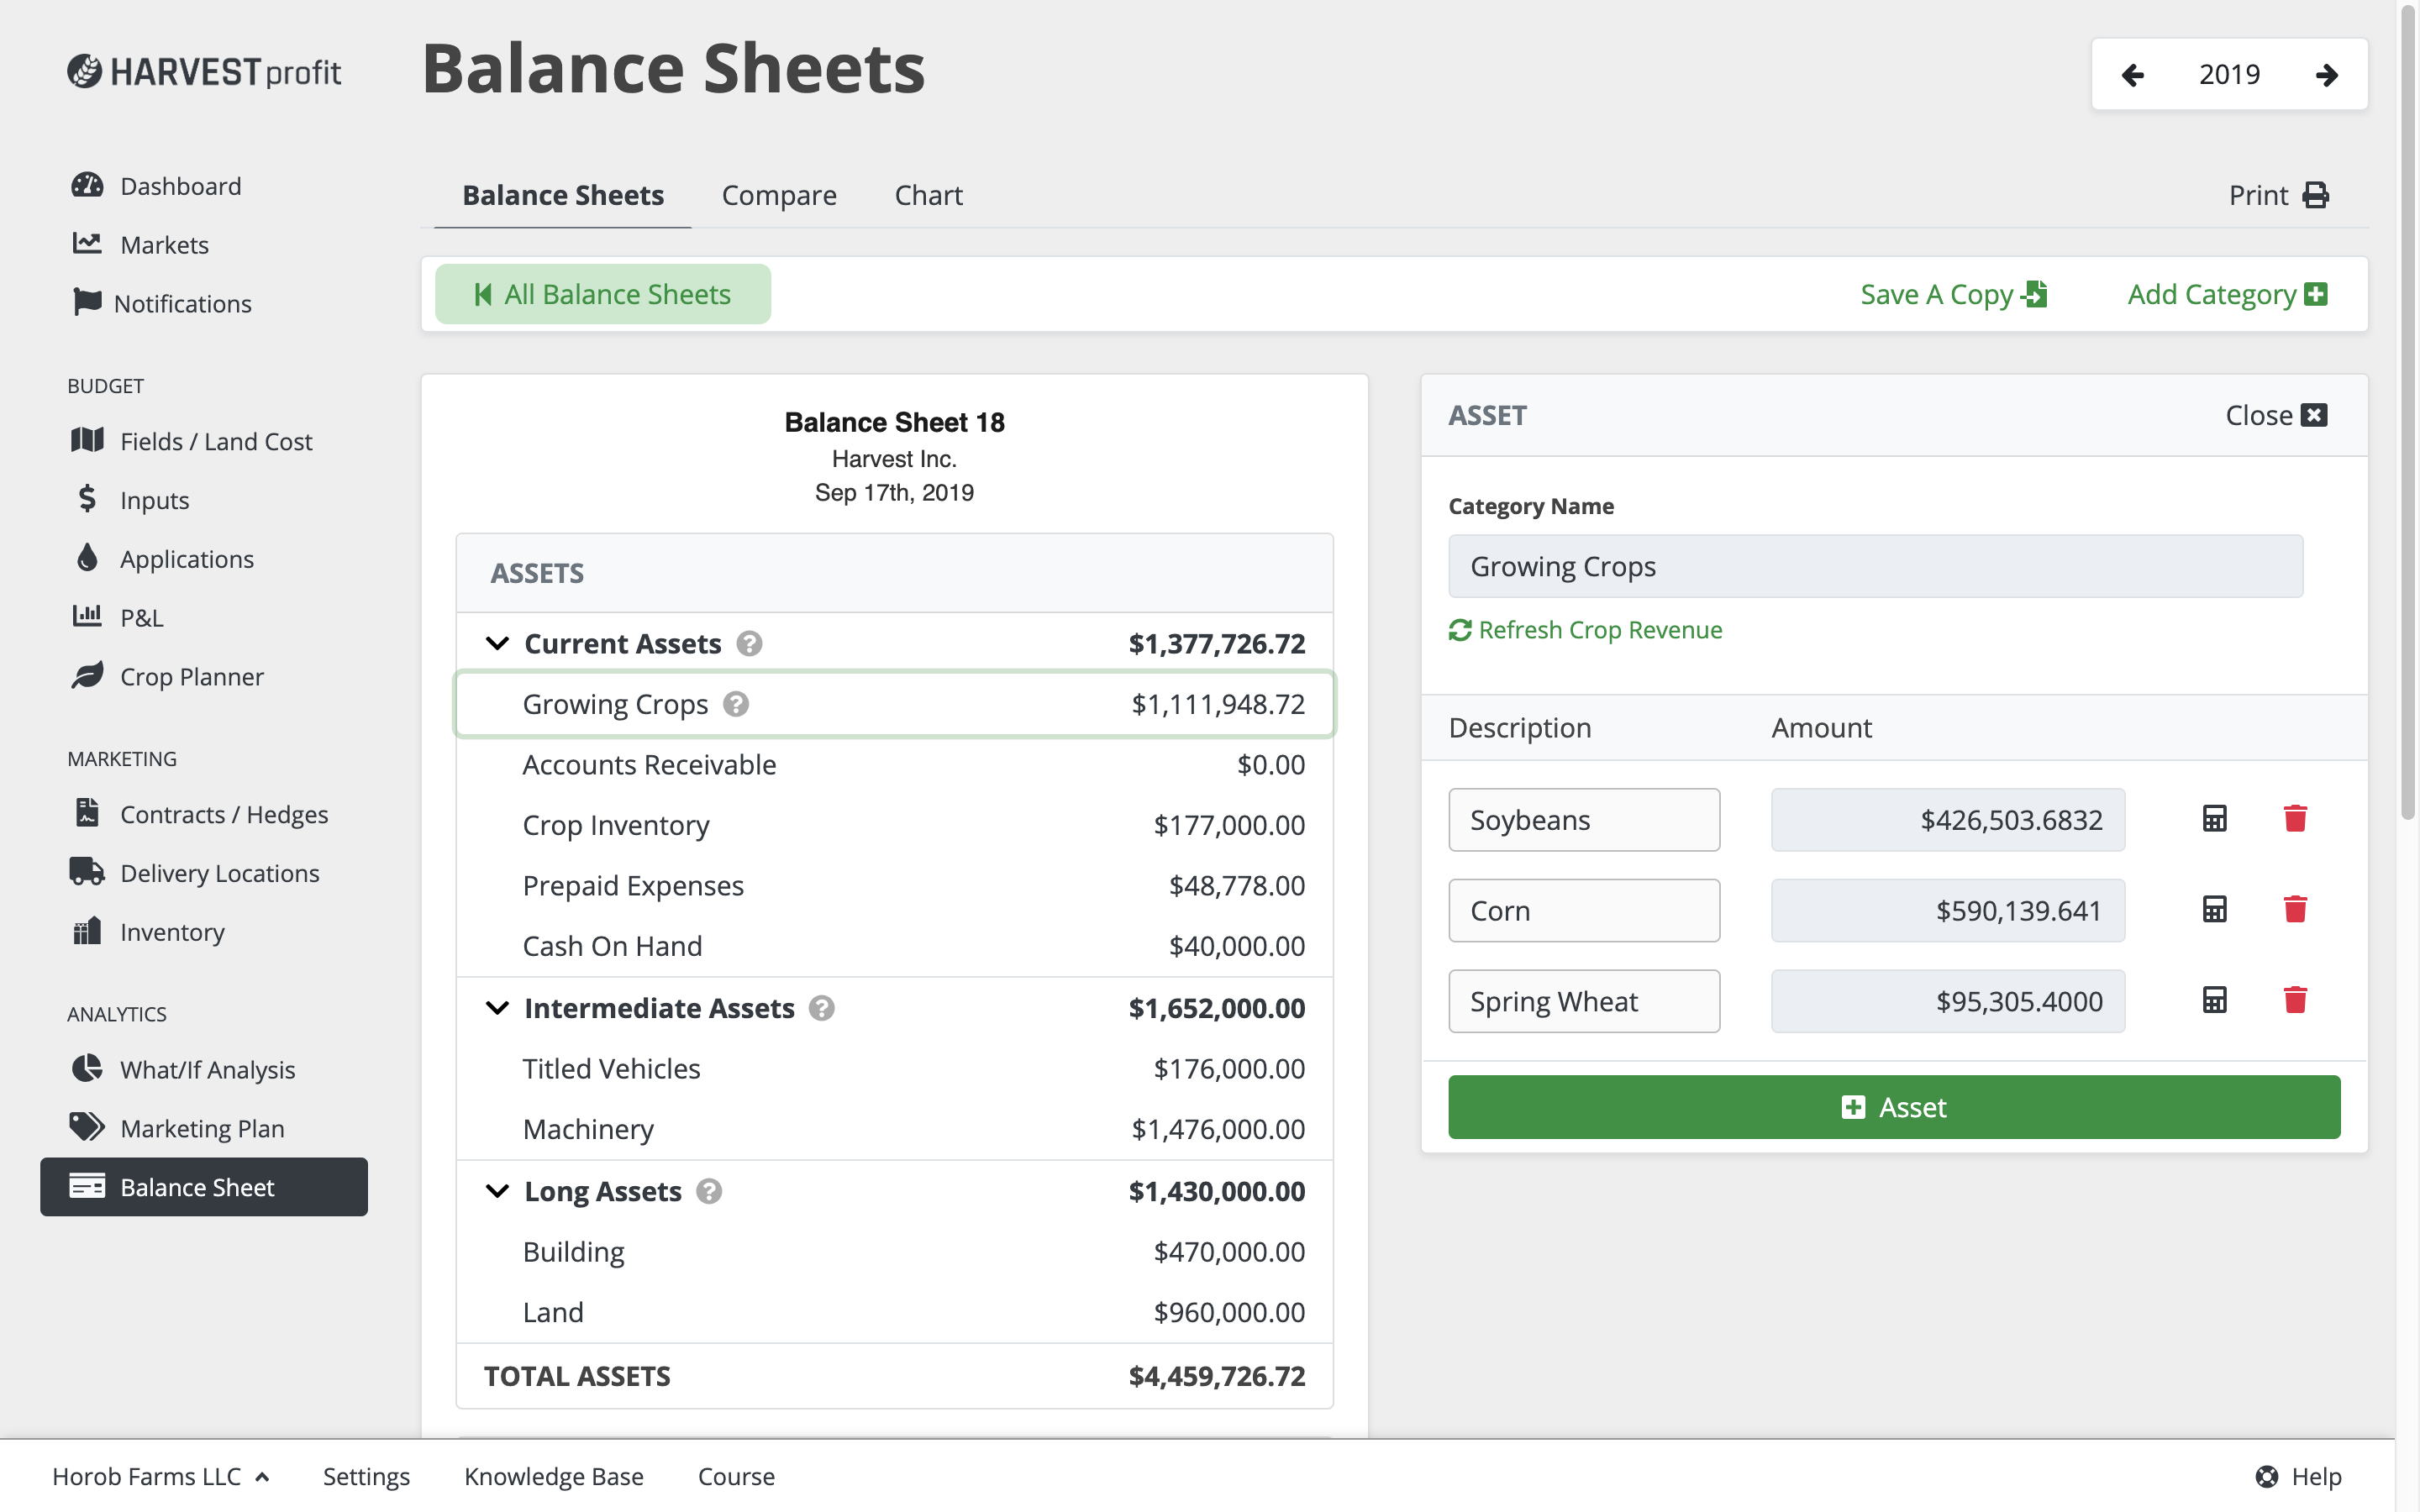 HARVEST profit
Balance Sheets
2019
Dashboard
Markets
Notifications
BUDGET
Fields / Land Cost
Inputs
Applications
P&L
Crop Planner
MARKETING
Contracts / Hedges
Delivery Locations
Inventory
ANALYTICS
What/If Analysis
Marketing Plan
Balance Sheet
Balance Sheets Compare Chart Print
All Balance Sheets Save A Copy Add Category
Balance Sheet 18
Harvest Inc.
Sep 17th, 2019
ASSETS
Current Assets ? $1,377,726.72
Growing Crops ? $1,111,948.72
Accounts Receivable $0.00
Crop Inventory $177,000.00
Prepaid Expenses $48,778.00
Cash On Hand $40,000.00
Intermediate Assets ? $1,652,000.00
Titled Vehicles $176,000.00
Machinery $1,476,000.00
Long Assets ? $1,430,000.00
Building $470,000.00
Land $960,000.00
TOTAL ASSETS $4,459,726.72
ASSET Close
Category Name
Growing Crops
Refresh Crop Revenue
Description Amount
Soybeans $426,503.6832
Corn $590,139.641
Spring Wheat $95,305.4000
Asset
Horob Farms LLC Settings Knowledge Base Course Help